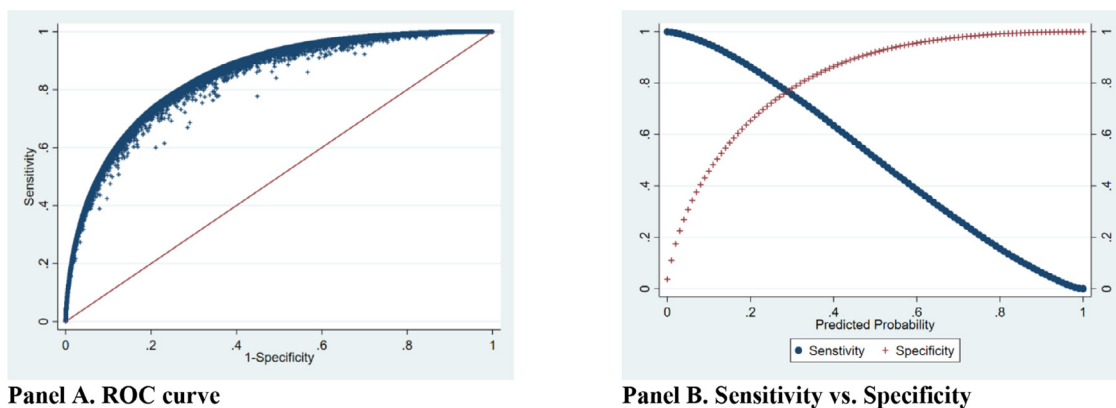 1
.8
.6
.4
.2
0
Sensitivity
0 .2 .4 .6 .8 1
1-Specificity
Panel A. ROC curve
1
.8
.6
.4
.2
0
1
.8
.6
.4
.2
0
0 .2 .4 .6 .8 1
Predicted Probability
Senstivity + Specificity
Panel B. Sensitivity vs. Specificity